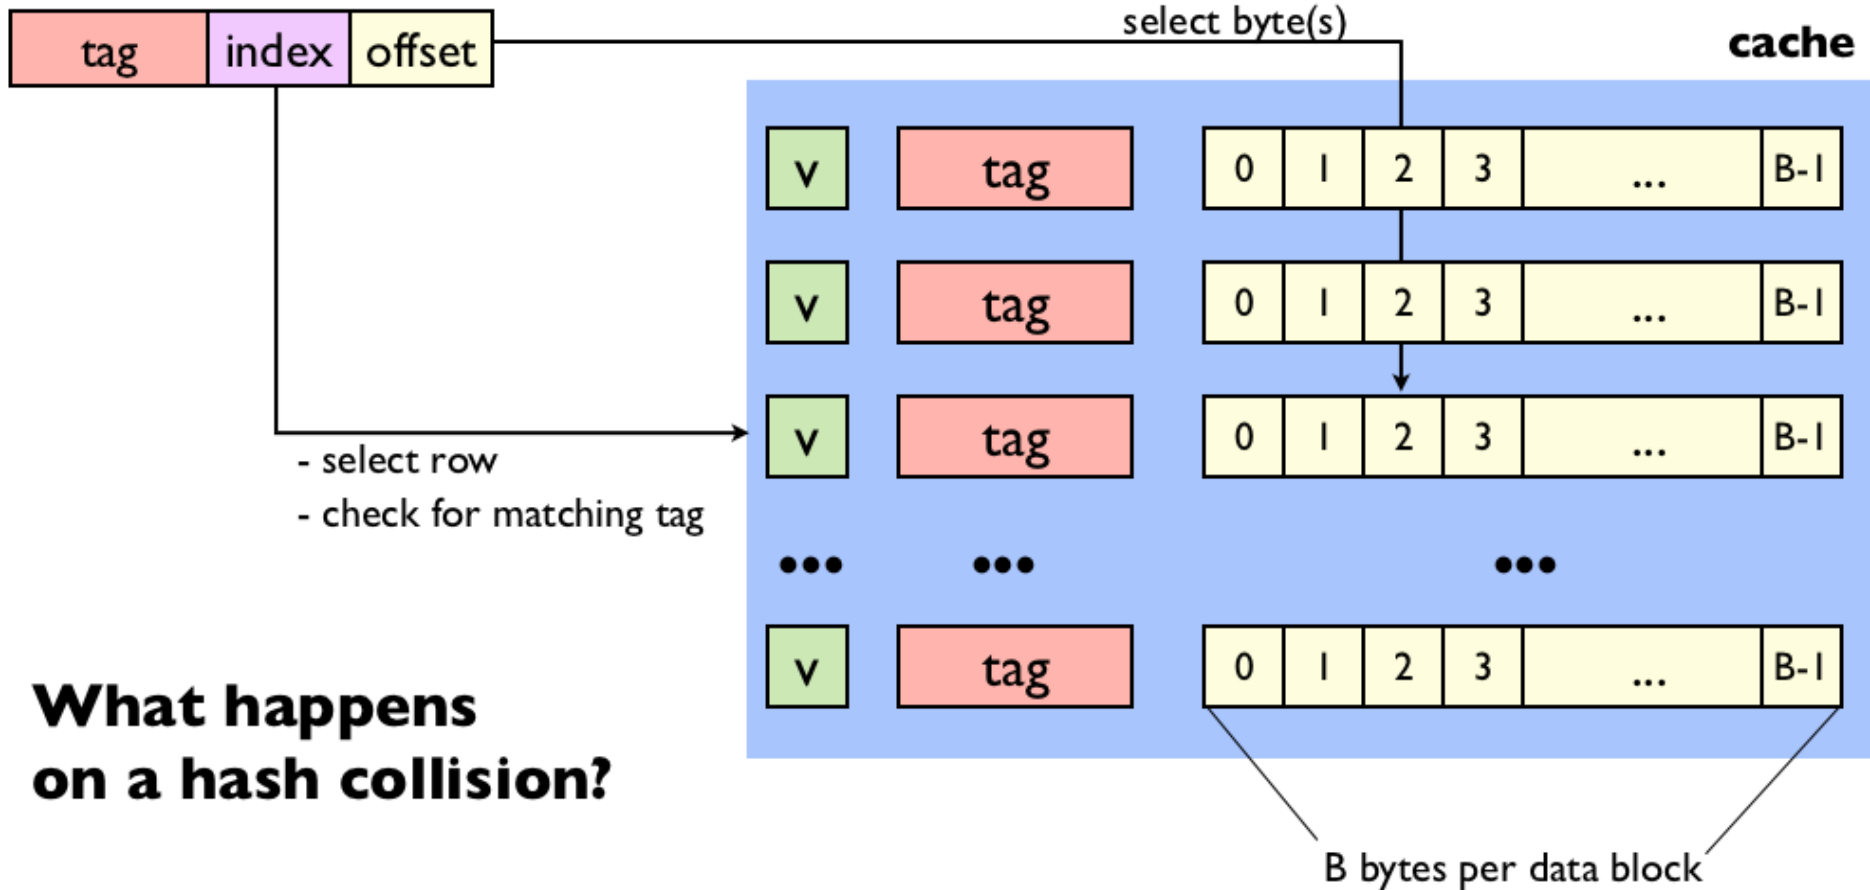 tag index offset
select byte(s)
cache
v tag 0 1 2 3 ... B-1
v tag 0 1 2 3 ... B-1
v tag 0 1 2 3 ... B-1
- select row
- check for matching tag
... ... ...
v tag 0 1 2 3 ... B-1
What happens
on a hash collision?
B bytes per data block